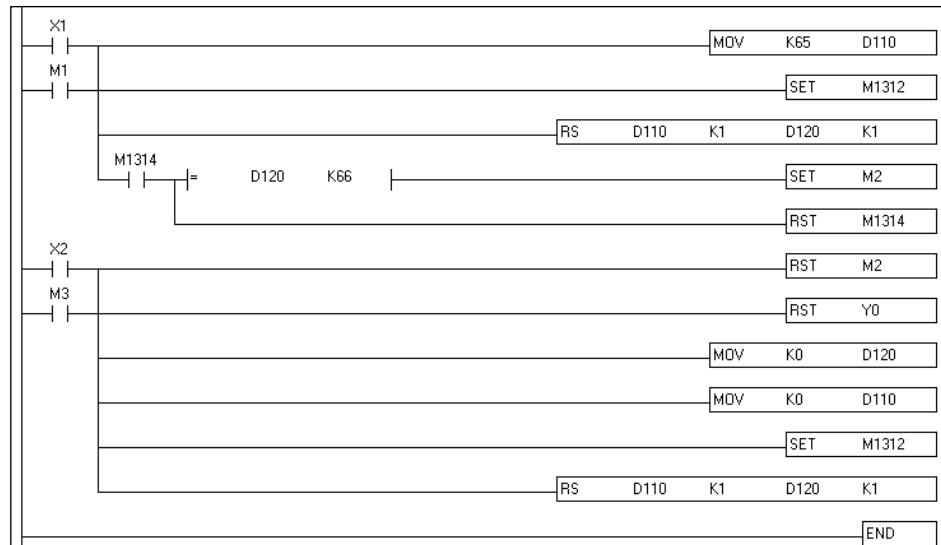 X1
MOV K65 D110
M1
SET M1312
RS D110 K1 D120 K1
M1314
= D120 K66
SET M2
RST M1314
X2
RST M2
M3
RST Y0
MOV K0 D120
MOV K0 D110
SET M1312
RS D110 K1 D120 K1
END